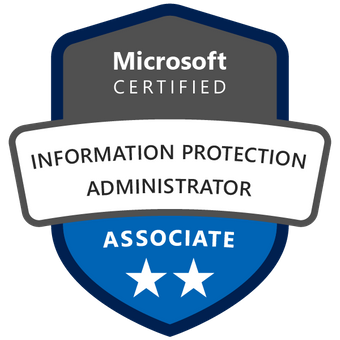 Microsoft
CERTIFIED
INFORMATION PROTECTION
ADMINISTRATOR
ASSOCIATE